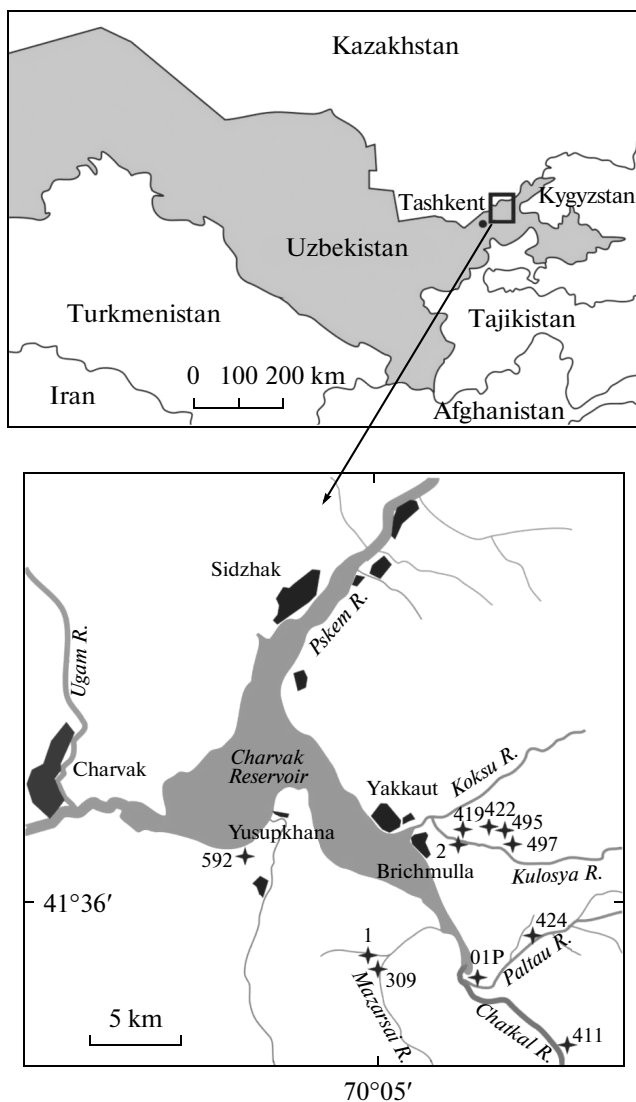 Kazakhstan
Tashkent
Kygyzstan
Uzbekistan
Turkmenistan
Tajikistan
Iran
0 100 200 km
Afghanistan
Sidzhak
Pskem R.
Ugam R.
Charvak
Charvak
Reservoir
Yakkaut
Koksu R.
419
422
495
Yusupkhana
2
497
592
Brichmulla
Kulosya R.
41°36′
424
1
01P
Paltau R.
309
5 km
Mazarsai R.
Chatkal R.
411
70°05′